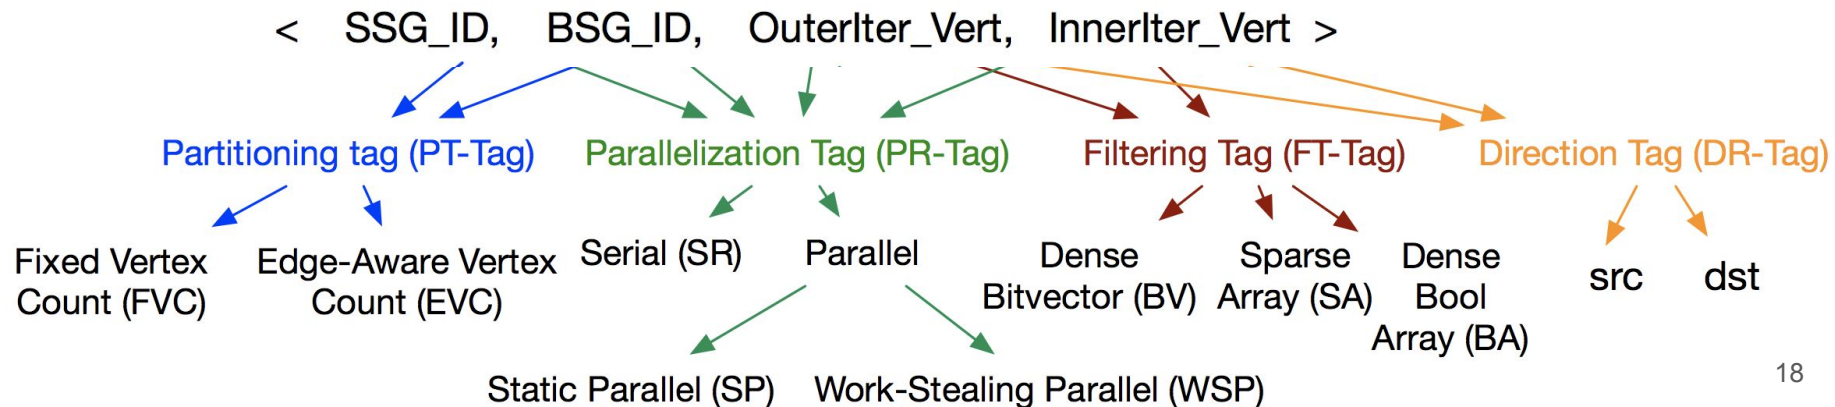 < SSG_ID, BSG_ID, OuterIter_Vert, InnerIter_Vert >
Partitioning tag (PT-Tag)
Parallelization Tag (PR-Tag)
Filtering Tag (FT-Tag)
Direction Tag (DR-Tag)
Fixed Vertex
Count (FVC)
Edge-Aware Vertex
Count (EVC)
Serial (SR)
Parallel
Dense
Bitvector (BV)
Sparse
Array (SA)
Dense
Bool
Array (BA)
src
dst
Static Parallel (SP)
Work-Stealing Parallel (WSP)
18